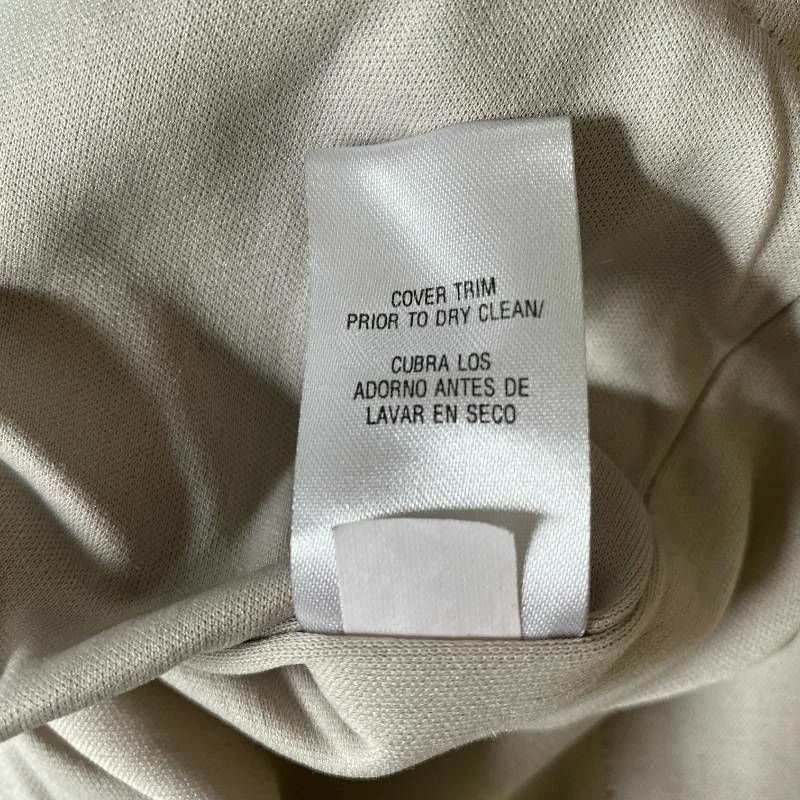 COVER TRIM
PRIOR TO DRY CLEAN/
CUBRA LOS
ADORNO ANTES DE
LAVAR EN SECO